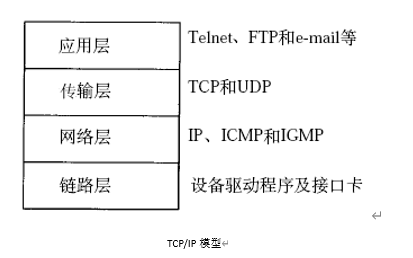 应用层 Telnet、FTP和e-mail等
传输层 TCP和UDP
网络层 IP、ICMP和IGMP
链路层 设备驱动程序及接口卡
TCP/IP 模型